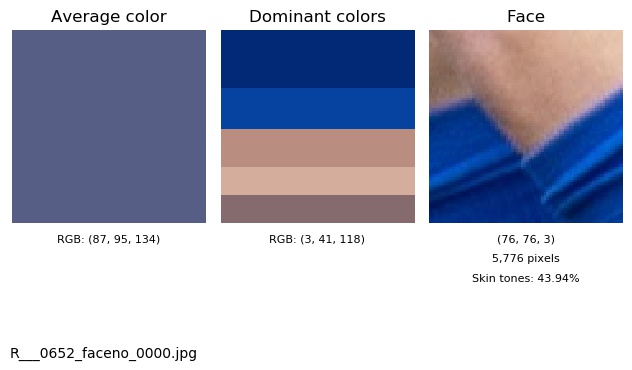 Average color
Dominant colors
Face
RGB: (87, 95, 134)
RGB: (3, 41, 118)
(76, 76, 3)
5,776 pixels
Skin tones: 43.94%
R___0652_faceno_0000.jpg